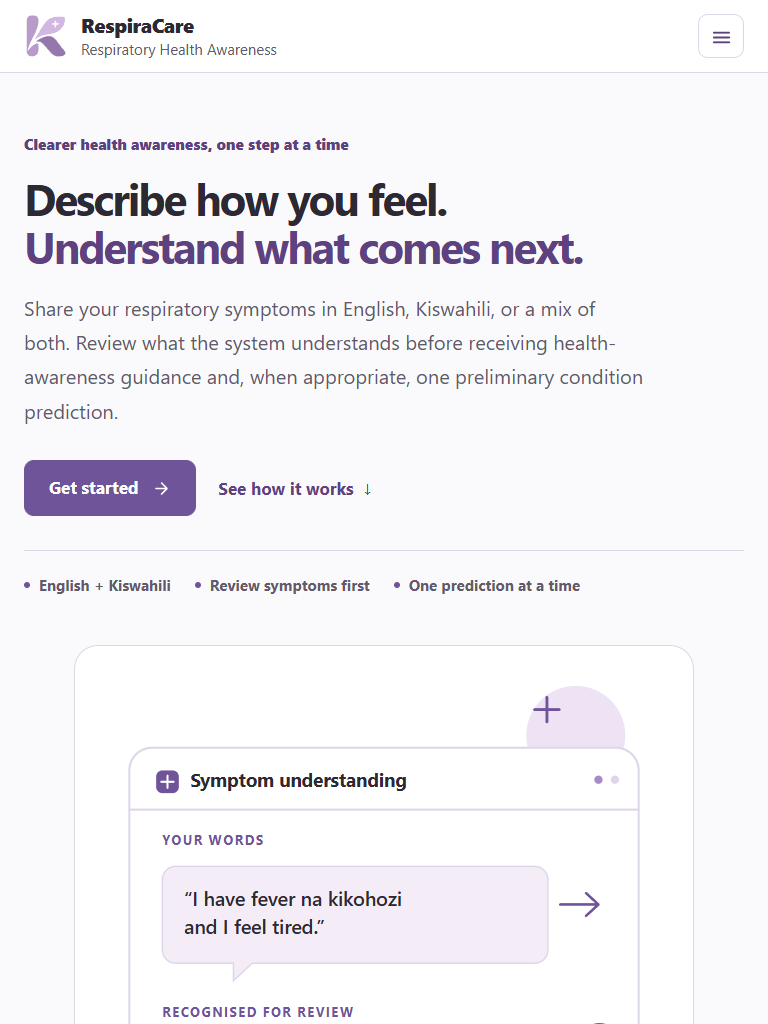 RespiraCare
Respiratory Health Awareness
Clearer health awareness, one step at a time
Describe how you feel.
Understand what comes next.
Share your respiratory symptoms in English, Kiswahili, or a mix of
both. Review what the system understands before receiving health-
awareness guidance and, when appropriate, one preliminary condition
prediction.
Get started →
See how it works ↓
English + Kiswahili
Review symptoms first
One prediction at a time
Symptom understanding
YOUR WORDS
“I have fever na kikohozi
and I feel tired.”
RECOGNISED FOR REVIEW